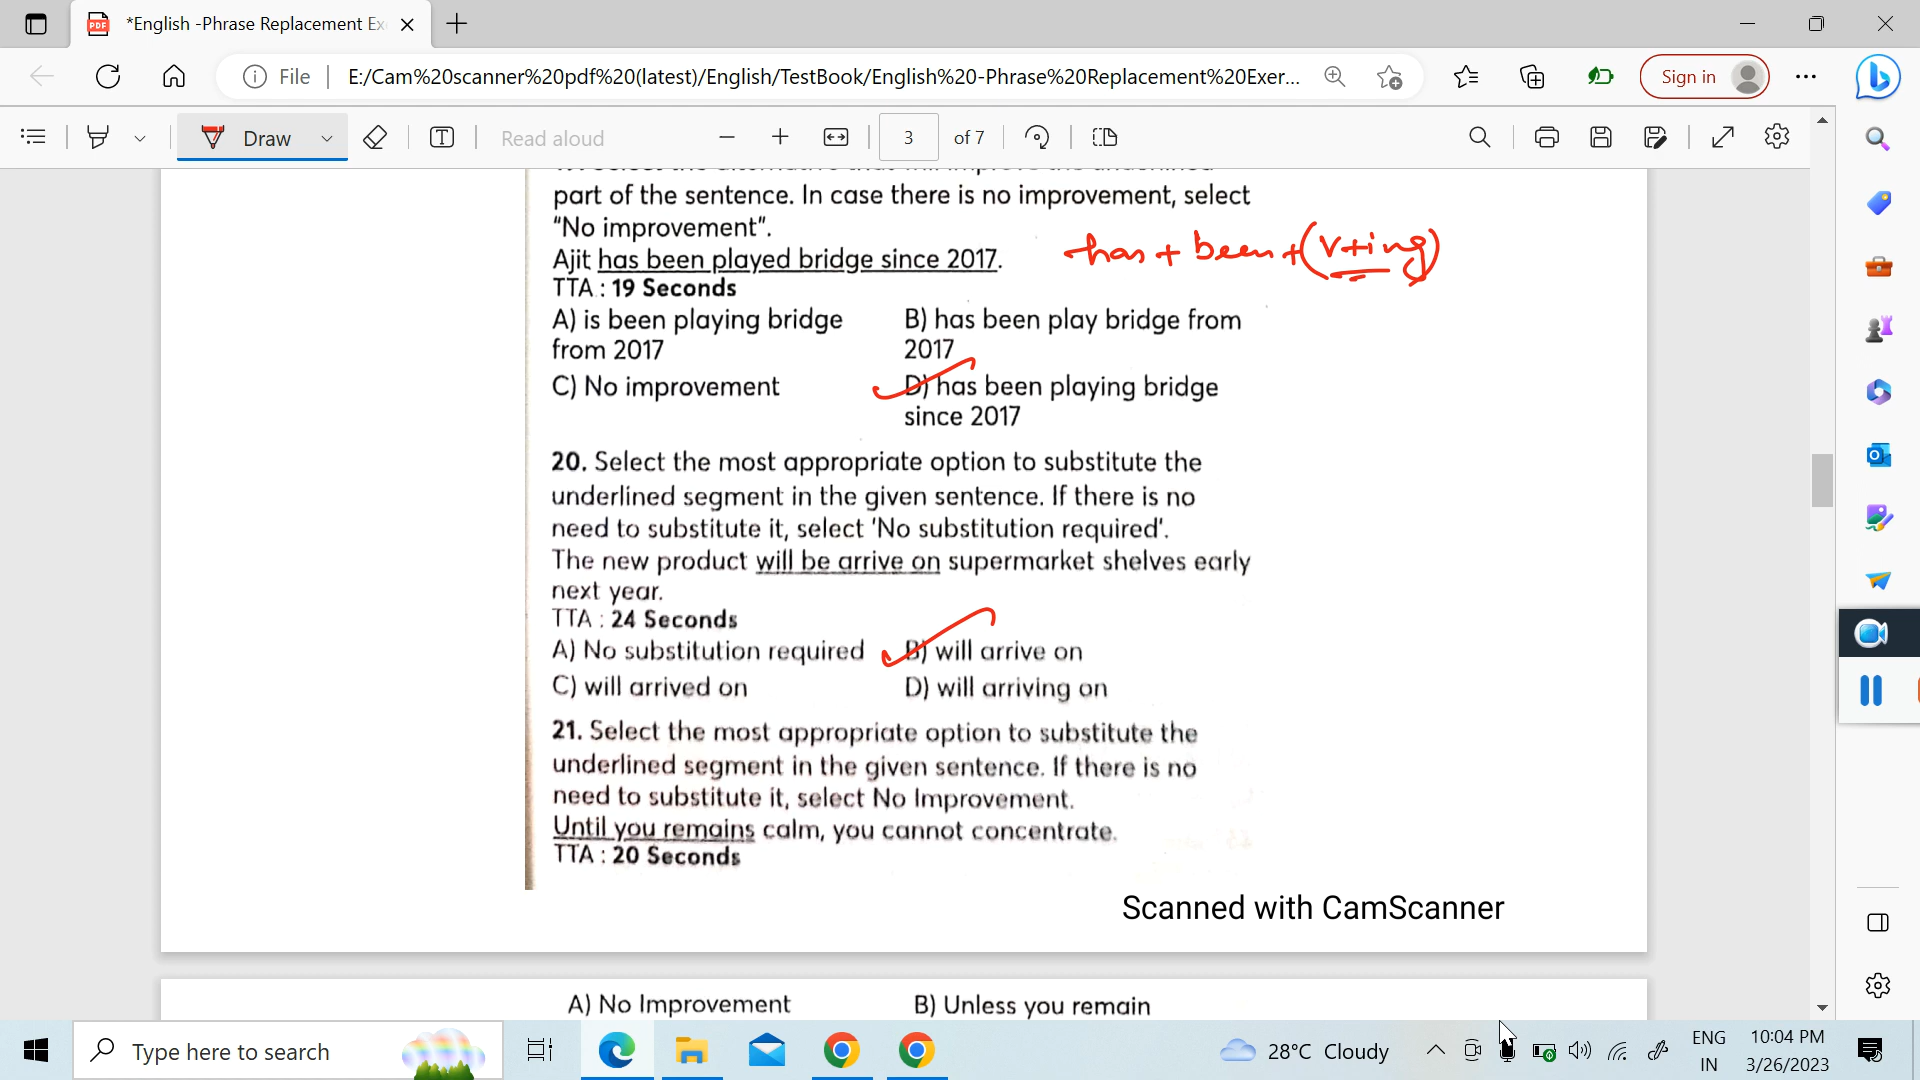 *English -Phrase Replacement Ex
File
E:/Cam%20scanner%20pdf%20(latest)/English/TestBook/English%20-Phrase%20Replacement%20Exer...
Sign in
Draw
Read aloud
3
of 7
part of the sentence. In case there is no improvement, select
"No improvement".
Ajit has been played bridge since 2017.
has + been + (v+ing)
TTA : 19 Seconds
A) is been playing bridge from 2017
B) has been play bridge from 2017
C) No improvement
D) has been playing bridge since 2017
20. Select the most appropriate option to substitute the
underlined segment in the given sentence. If there is no
need to substitute it, select 'No substitution required'.
The new product will be arrive on supermarket shelves early
next year.
TTA : 24 Seconds
A) No substitution required
B) will arrive on
C) will arrived on
D) will arriving on
21. Select the most appropriate option to substitute the
underlined segment in the given sentence. If there is no
need to substitute it, select No Improvement.
Until you remains calm, you cannot concentrate.
TTA : 20 Seconds
Scanned with CamScanner
A) No Improvement
B) Unless you remain
Type here to search
28°C Cloudy
ENG
IN
10:04 PM
3/26/2023